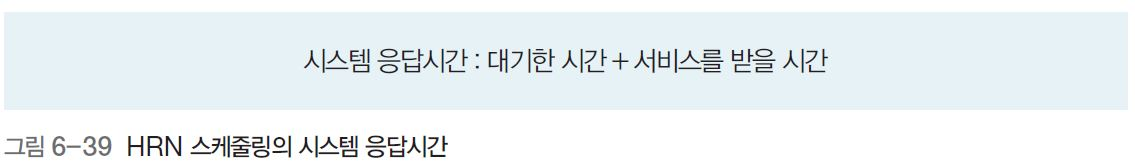 시스템 응답시간 : 대기한 시간 + 서비스를 받을 시간
그림 6-39 HRN 스케줄링의 시스템 응답시간